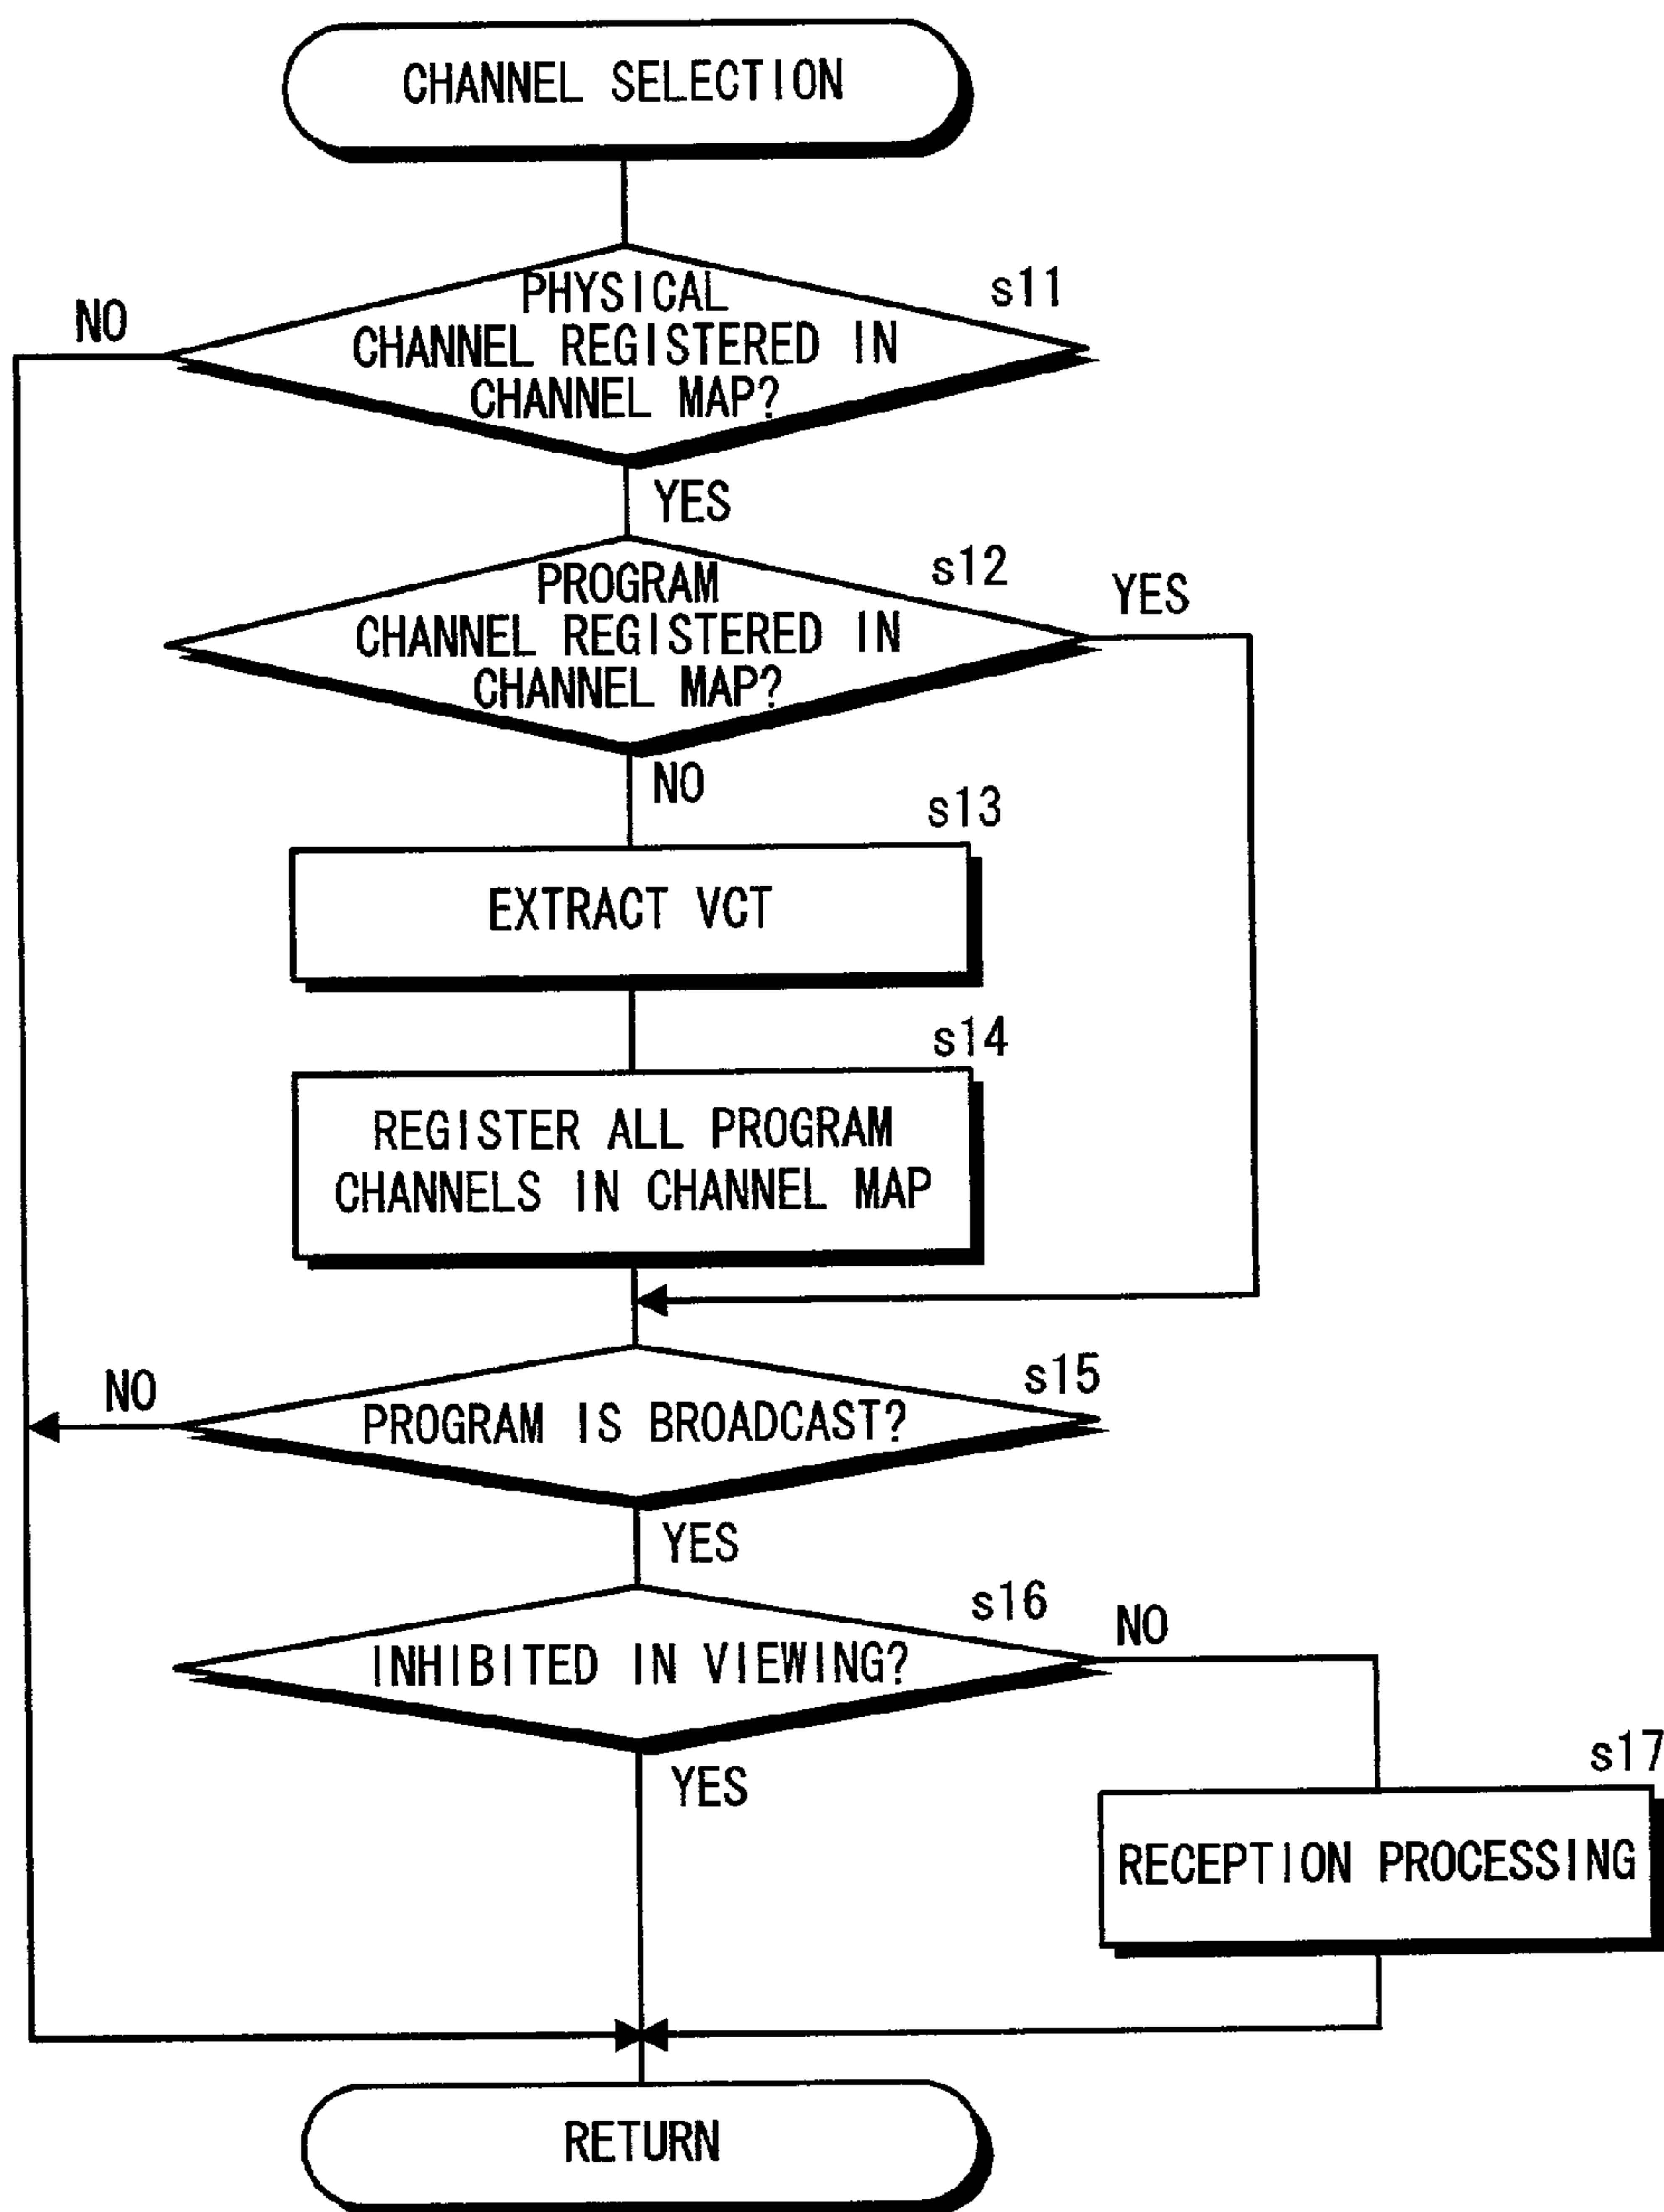 CHANNEL SELECTION
s11
NO
PHYSICAL
CHANNEL REGISTERED IN
CHANNEL MAP?
YES
s12
PROGRAM
CHANNEL REGISTERED IN
CHANNEL MAP?
YES
NO
s13
EXTRACT VCT
s14
REGISTER ALL PROGRAM
CHANNELS IN CHANNEL MAP
s15
NO
PROGRAM IS BROADCAST?
YES
s16
NO
INHIBITED IN VIEWING?
YES
s17
RECEPTION PROCESSING
RETURN